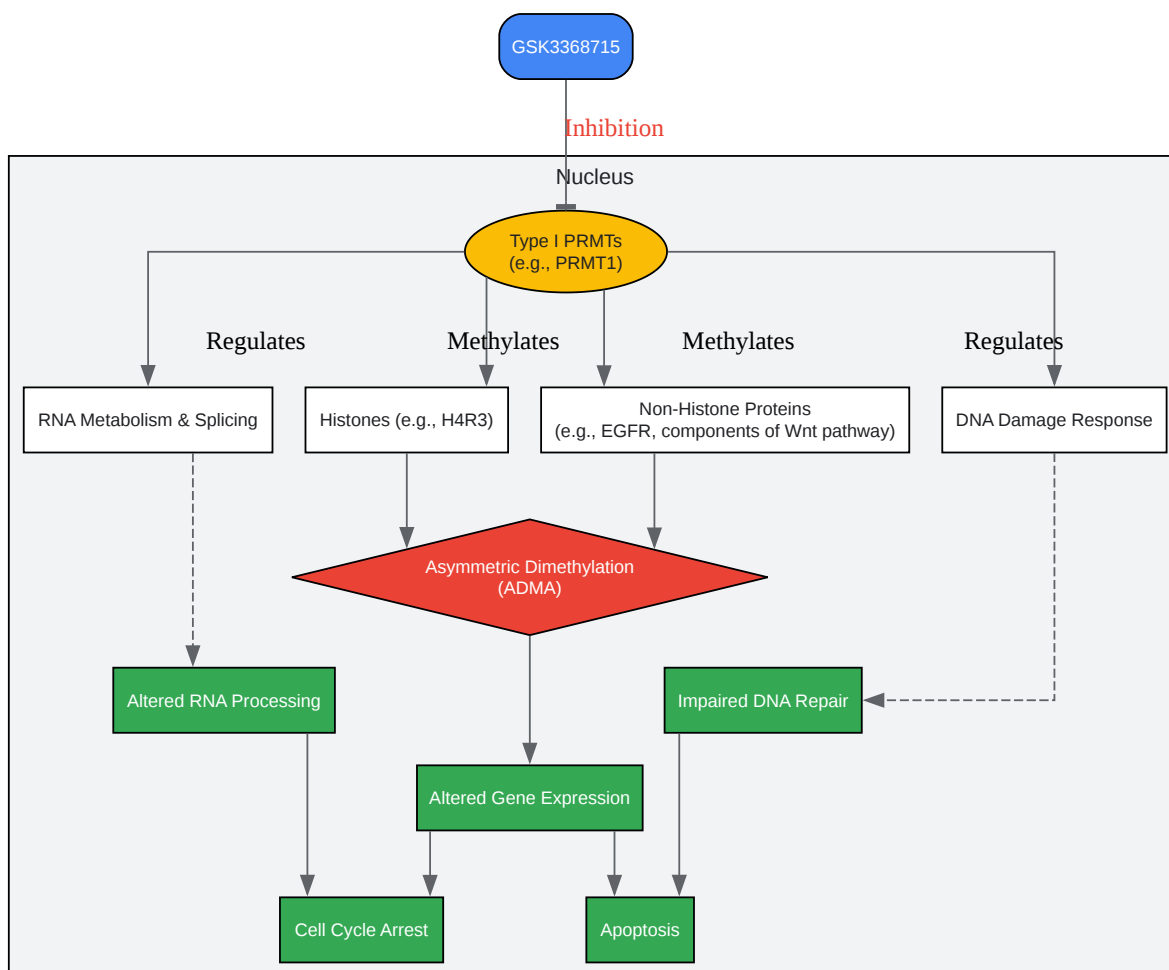 GSK3368715
Inhibition
Nucleus
Type I PRMTs
(e.g., PRMT1)
Regulates
Methylates
Methylates
Regulates
RNA Metabolism & Splicing
Histones (e.g., H4R3)
Non-Histone Proteins
(e.g., EGFR, components of Wnt pathway)
DNA Damage Response
Asymmetric Dimethylation
(ADMA)
Altered RNA Processing
Impaired DNA Repair
Altered Gene Expression
Cell Cycle Arrest
Apoptosis